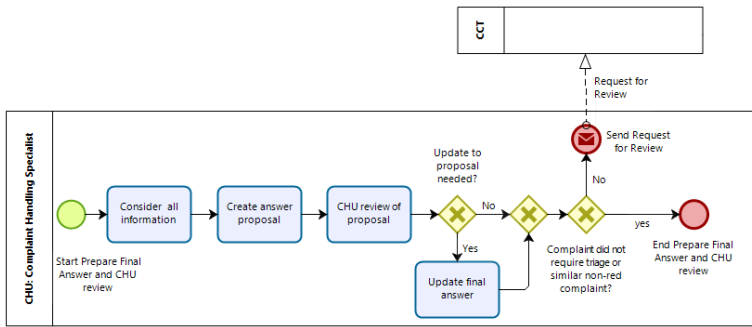 CCT
Request for
Review
CHU: Complaint Handling Specialist
Send Request
for Review
Update to
proposal
needed?
No
Consider all
information
Create answer
proposal
CHU review of
proposal
No
yes
Yes
Start Prepare Final
Answer and CHU
review
Update final
answer
Complaint did not
require triage or
similar non-red
complaint?
End Prepare Final
Answer and CHU
review